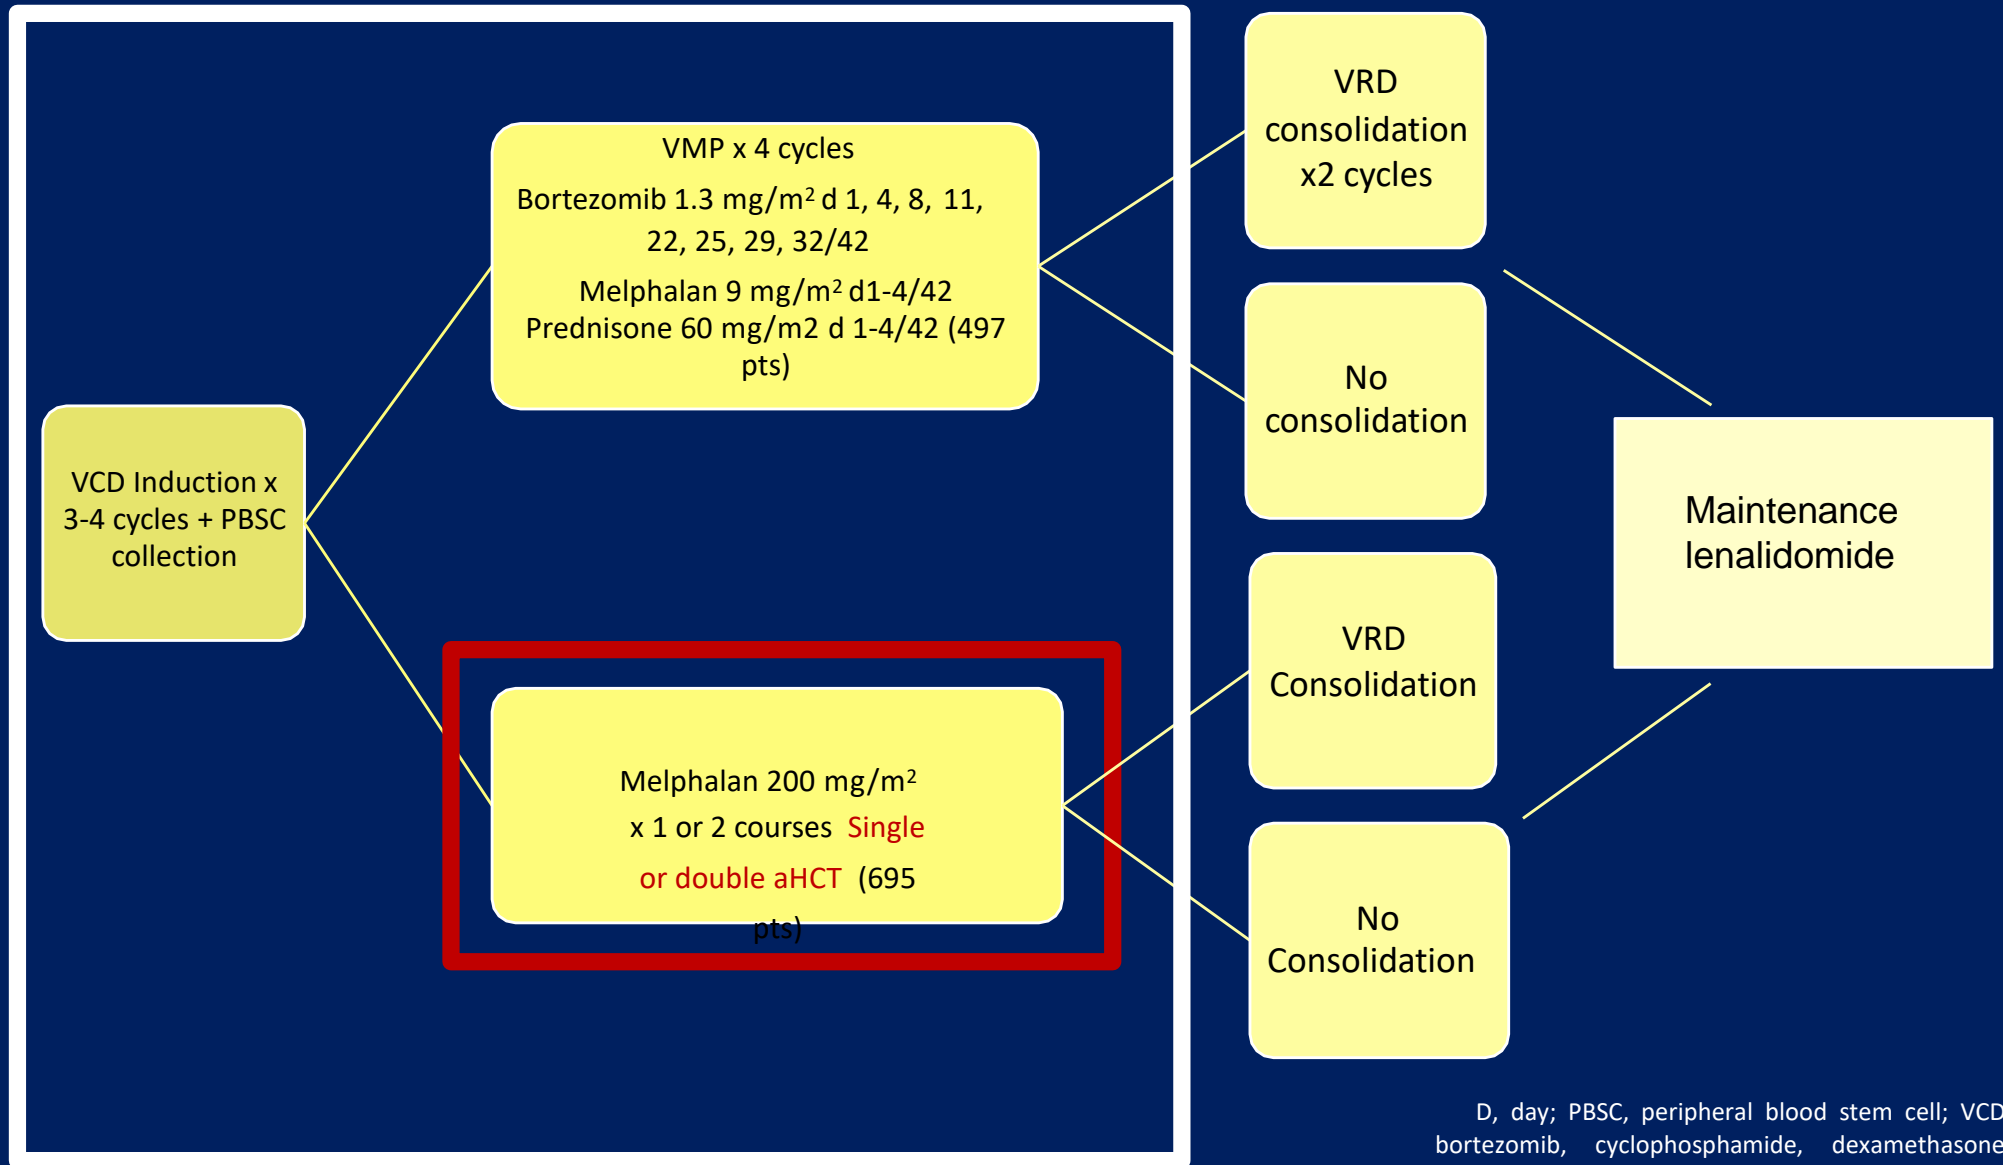 VCD Induction x
3-4 cycles + PBSC
collection
VMP x 4 cycles
Bortezomib 1.3 mg/m² d 1, 4, 8, 11,
22, 25, 29, 32/42
Melphalan 9 mg/m² d1-4/42
Prednisone 60 mg/m2 d 1-4/42 (497
pts)
Melphalan 200 mg/m²
x 1 or 2 courses Single
or double aHCT (695
pts)
VRD
consolidation
x2 cycles
No
consolidation
VRD
Consolidation
No
Consolidation
Maintenance
lenalidomide
D, day; PBSC, peripheral blood stem cell; VCD
bortezomib, cyclophosphamide, dexamethasone